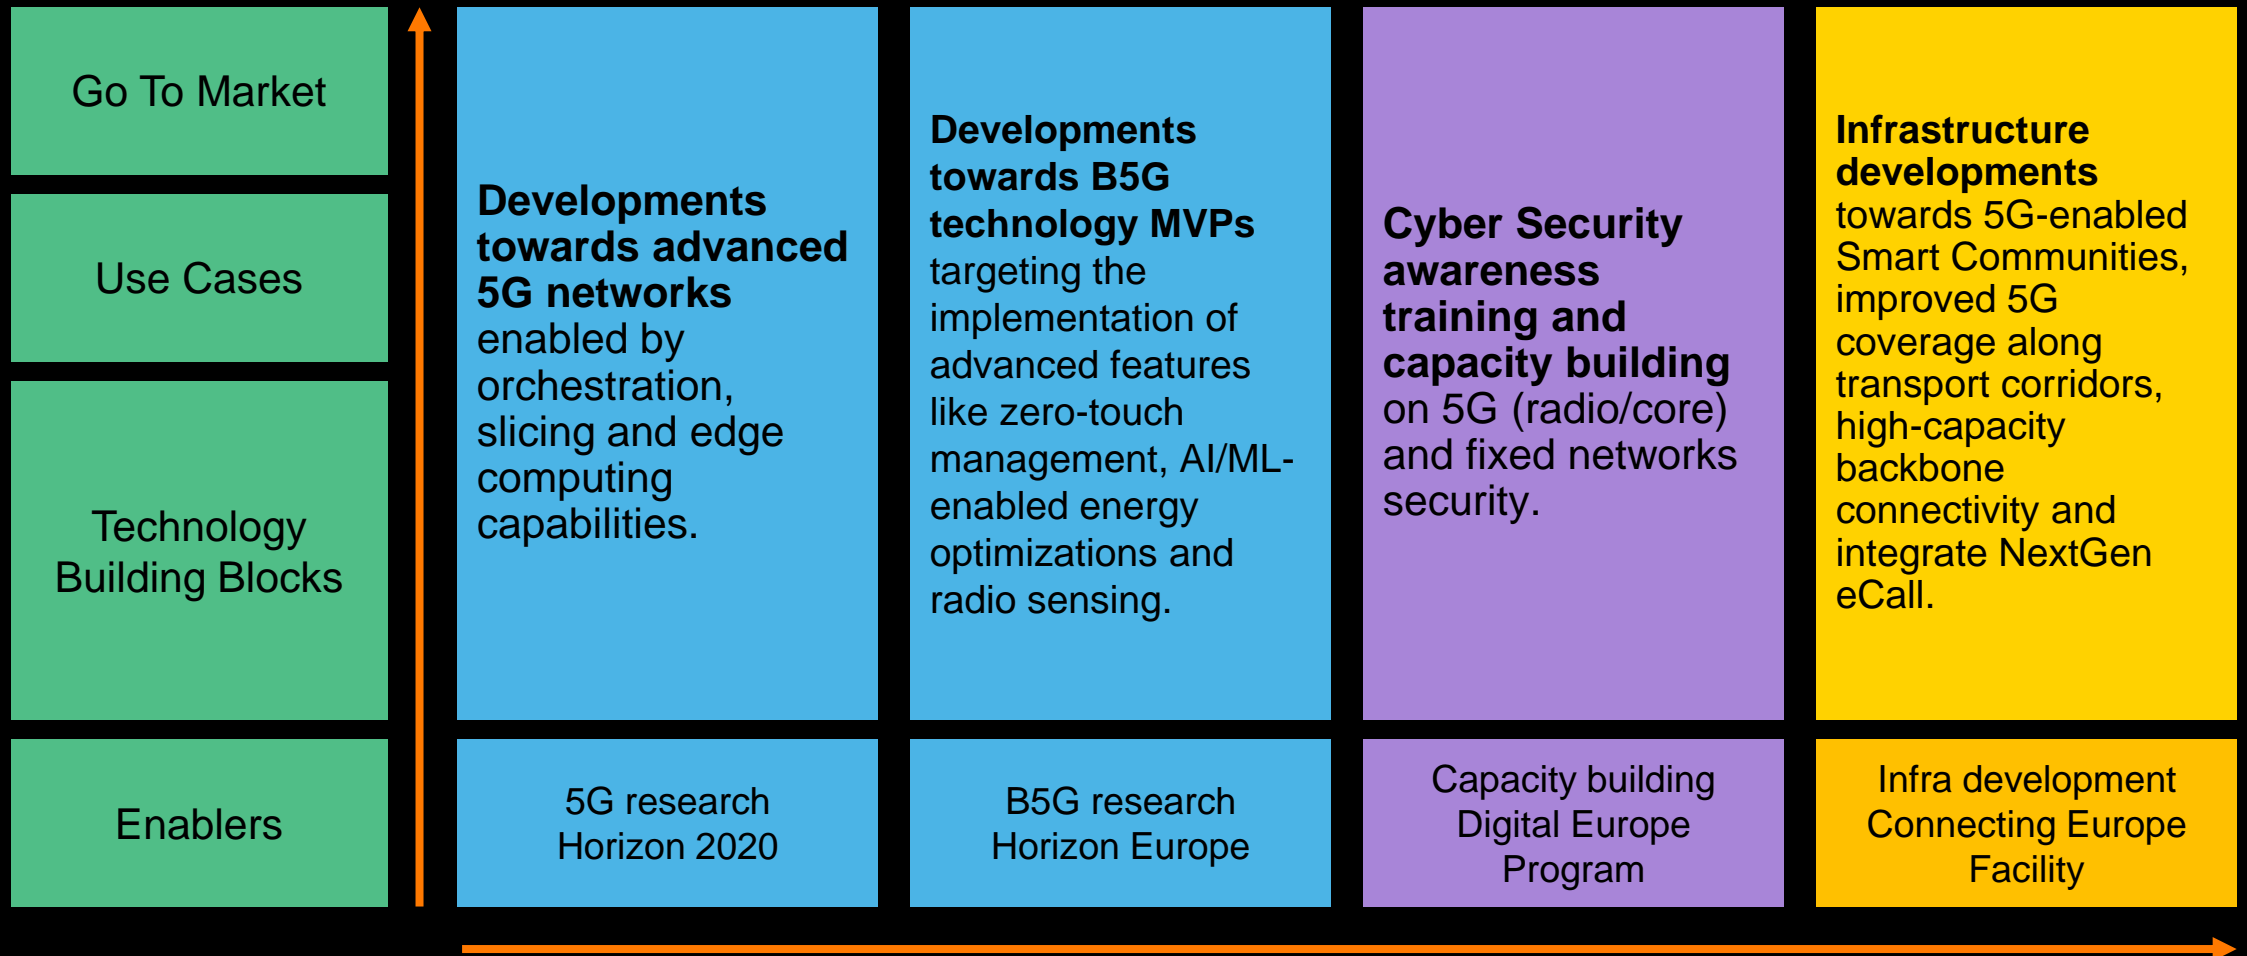 Go To Market
Use Cases
Technology
Building Blocks
Enablers
Developments
towards advanced
5G networks
enabled by
orchestration,
slicing and edge
computing
capabilities.
5G research
Horizon 2020
Developments
towards B5G
technology MVPs
targeting the
implementation of
advanced features
like zero-touch
management, AI/ML-
enabled energy
optimizations and
radio sensing.
B5G research
Horizon Europe
Cyber Security
awareness
training and
capacity building
on 5G (radio/core)
and fixed networks
security.
Capacity building
Digital Europe
Program
Infrastructure
developments
towards 5G-enabled
Smart Communities,
improved 5G
coverage along
transport corridors,
high-capacity
backbone
connectivity and
integrate NextGen
eCall.
Infra development
Connecting Europe
Facility